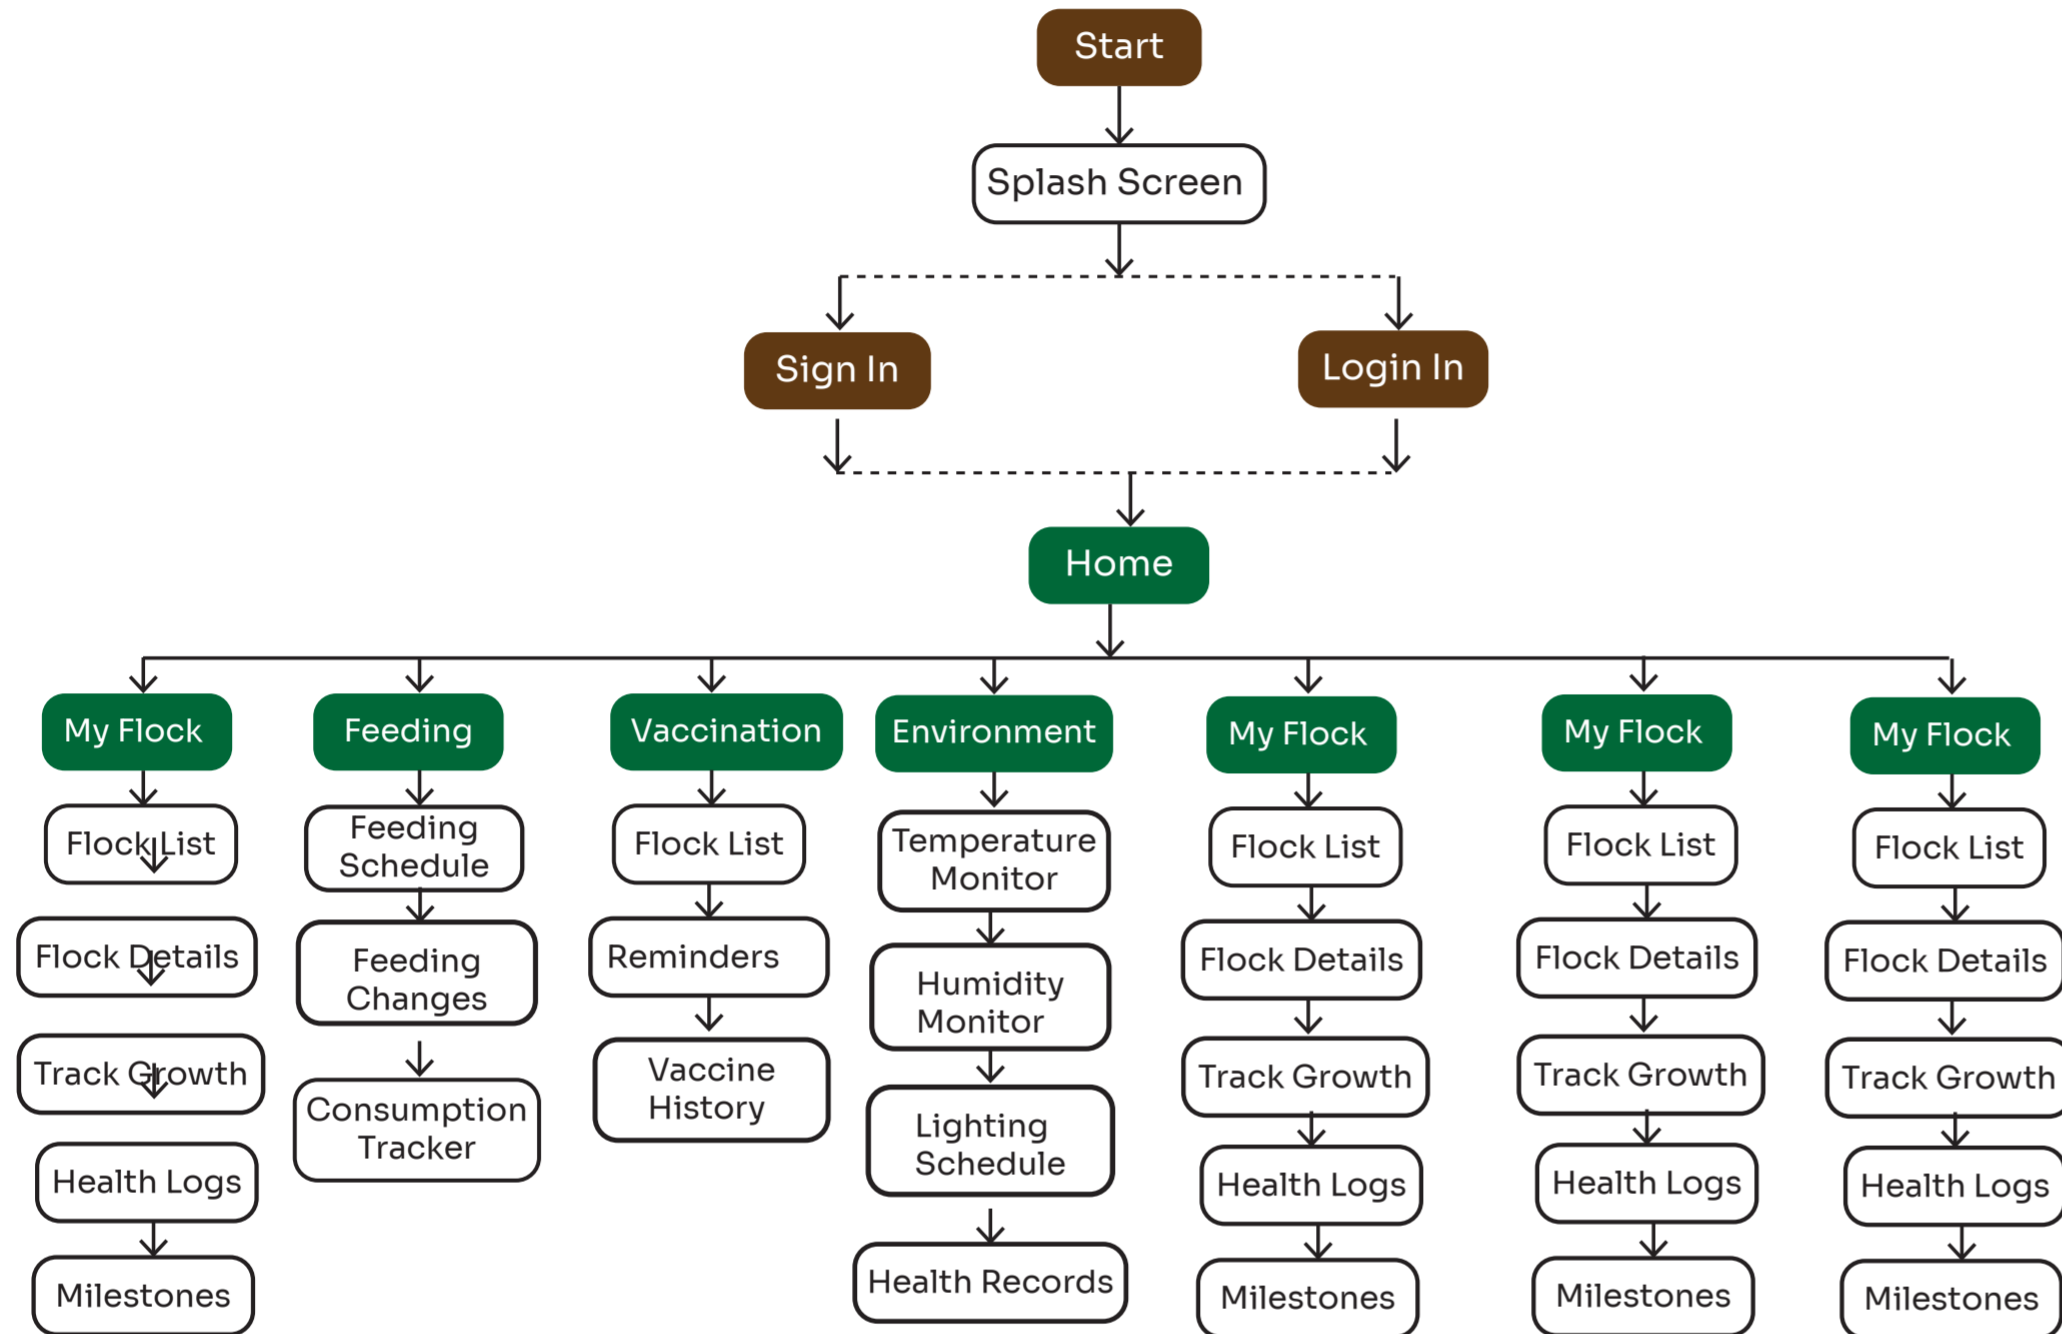 Start
Splash Screen
Sign In
Login In
Home
My Flock
Flock List
Flock Details
Track Growth
Health Logs
Milestones
Feeding
Feeding
Schedule
Feeding
Changes
Consumption
Tracker
Vaccination
Flock List
Reminders
Vaccine
History
Environment
Temperature
Monitor
Humidity
Monitor
Lighting
Schedule
Health Records
My Flock
Flock List
Flock Details
Track Growth
Health Logs
Milestones
My Flock
Flock List
Flock Details
Track Growth
Health Logs
Milestones
My Flock
Flock List
Flock Details
Track Growth
Health Logs
Milestones